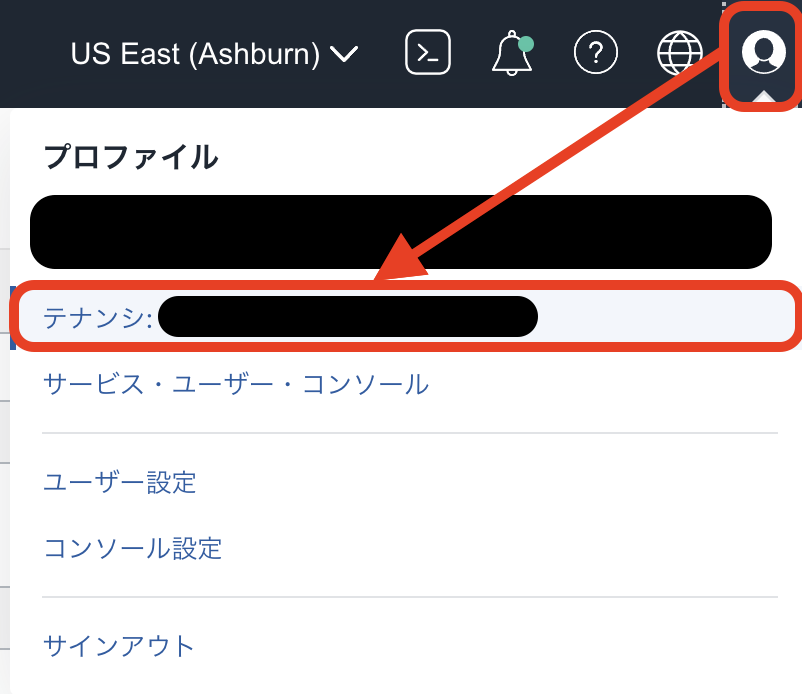 US East (Ashburn)
プロファイル
テナンシ:
サービス・ユーザー・コンソール
ユーザー設定
コンソール設定
サインアウト